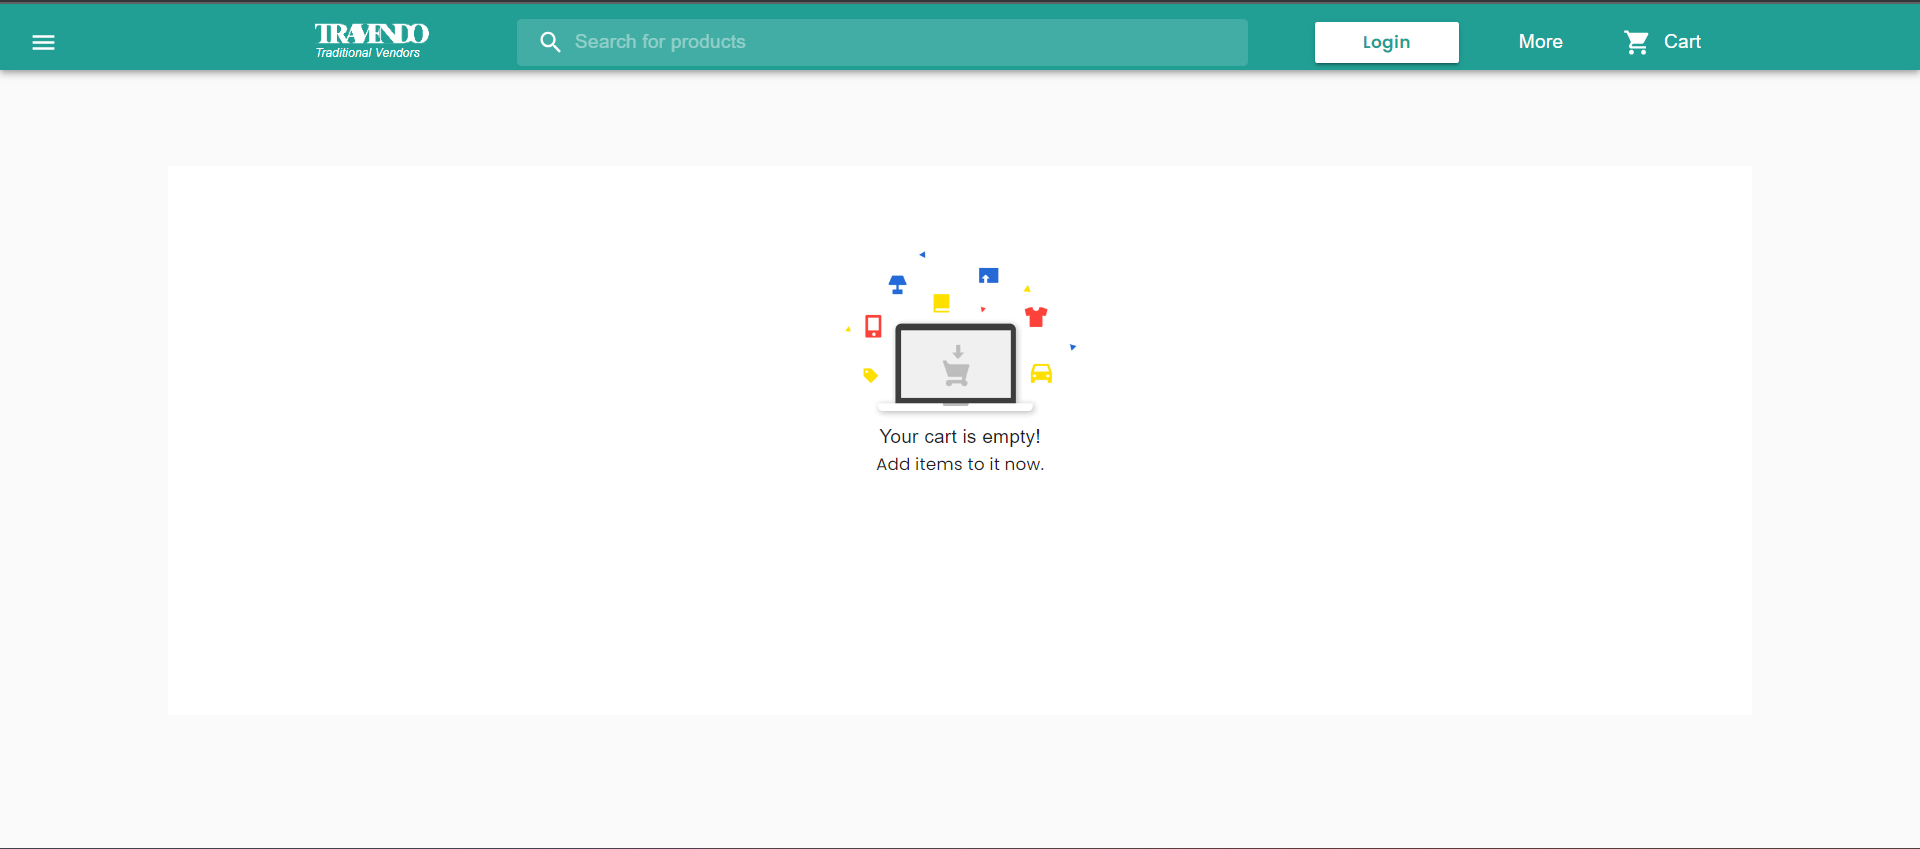 TRAVENDO
Traditional Vendors
Search for products
Login
More
Cart
Your cart is empty!
Add items to it now.